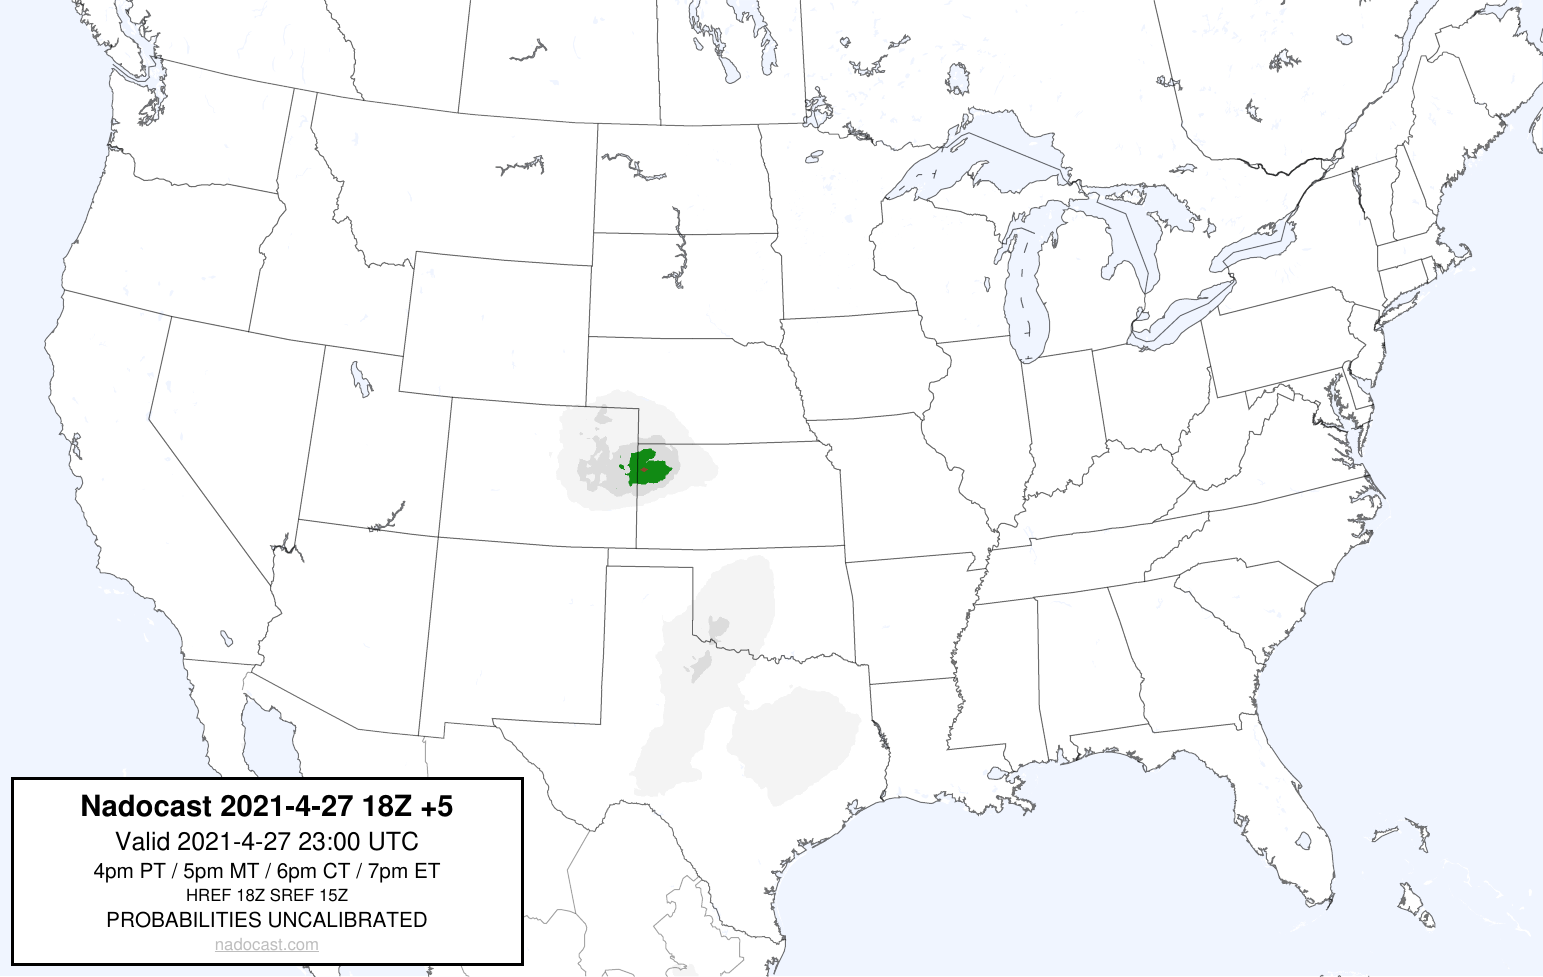 Nadocast 2021-4-27 18Z +5
Valid 2021-4-27 23:00 UTC
4pm PT / 5pm MT / 6pm CT / 7pm ET
HREF 18Z SREF 15Z
PROBABILITIES UNCALIBRATED
nadocast.com